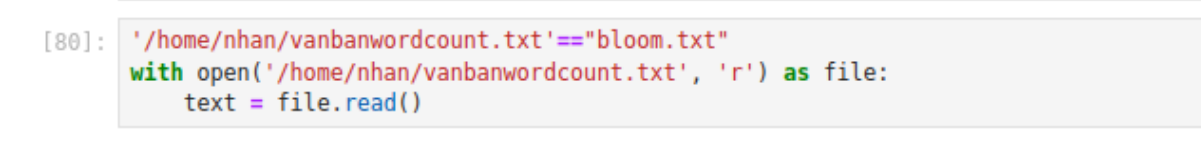 [80]: '/home/nhan/vanbanwordcount.txt'=="bloom.txt"
with open('/home/nhan/vanbanwordcount.txt', 'r') as file:
    text = file.read()